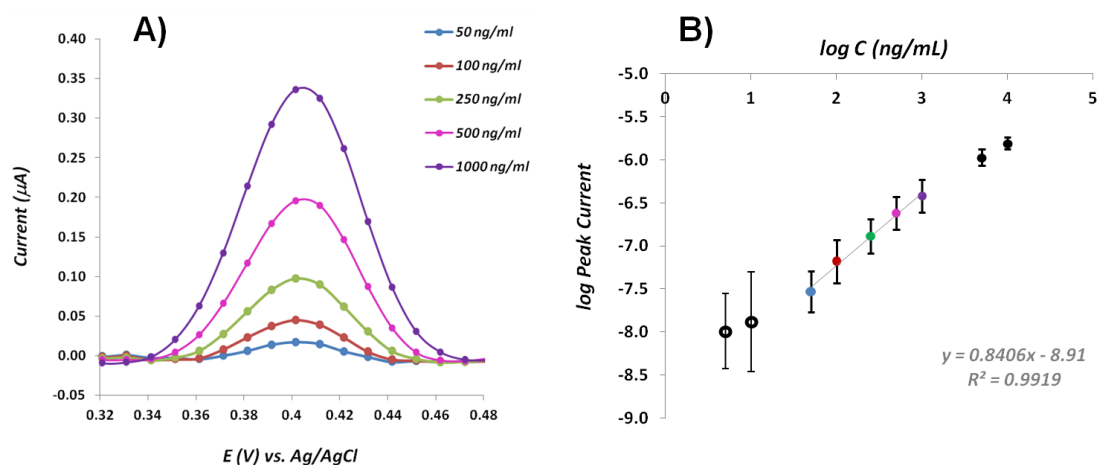 A)
0.40
0.35
0.30
0.25
0.20
0.15
0.10
0.05
0.00
-0.05
0.32
0.34
0.36
0.38
0.4
0.42
0.44
0.46
0.48
Current (µA)
E (V) vs. Ag/AgCl
50 ng/ml
100 ng/ml
250 ng/ml
500 ng/ml
1000 ng/ml
B)
log C (ng/mL)
0
1
2
3
4
5
-5.0
-6.0
-6.5
-7.0
-7.5
-8.0
-8.5
-9.0
log Peak Current
y = 0.8406x - 8.91
R² = 0.9919